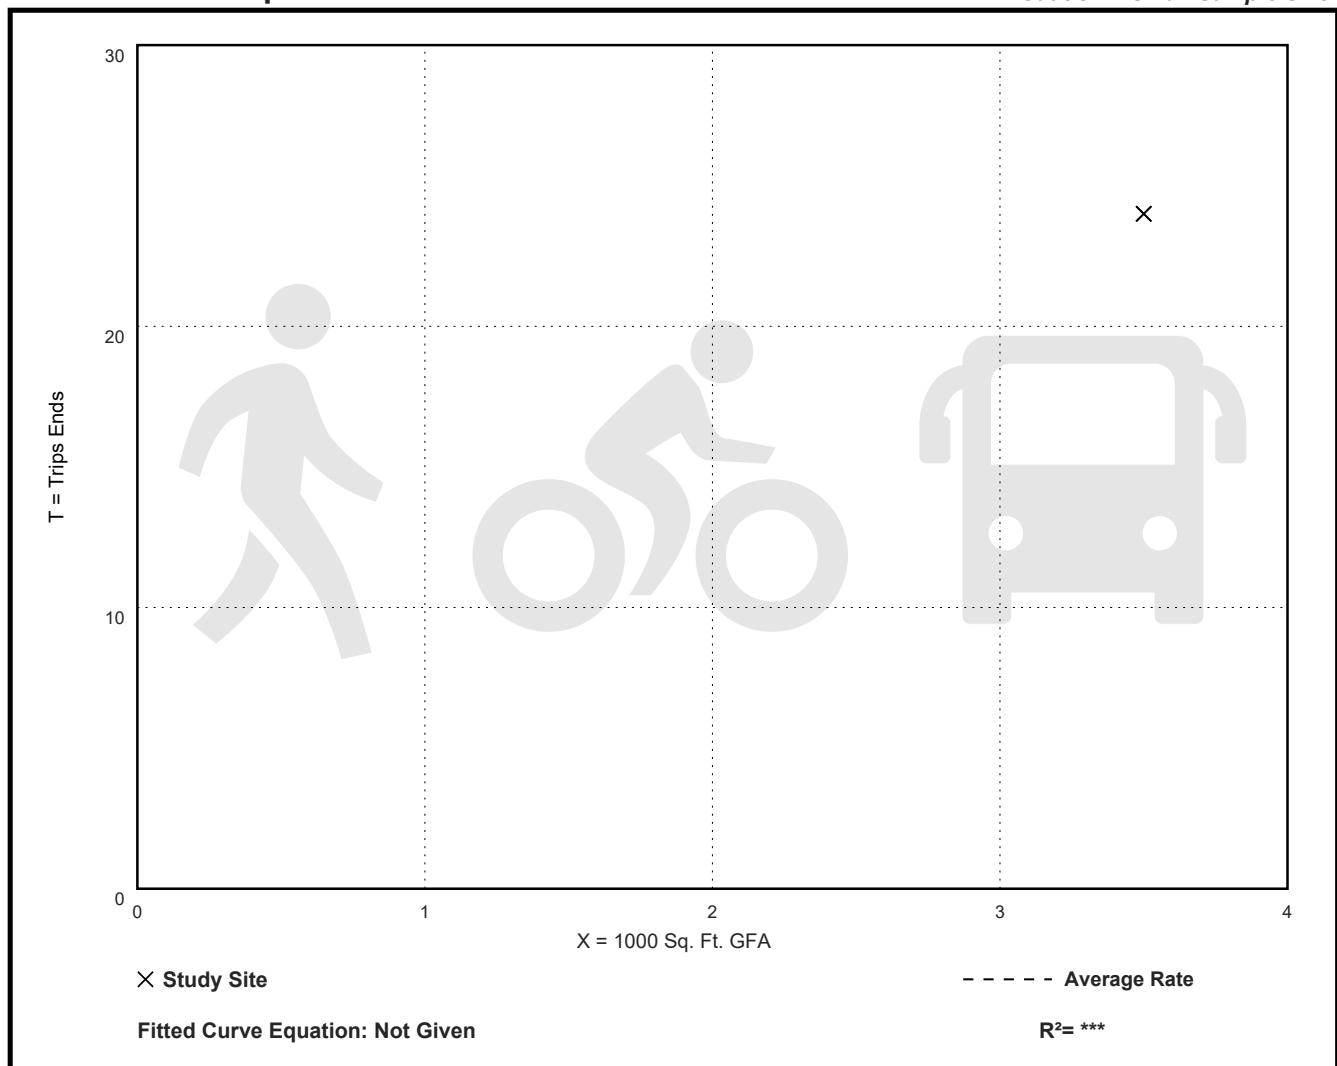 30
20
10
0
T = Trips Ends
0 1 2 3 4
X = 1000 Sq. Ft. GFA
Study Site
Average Rate
Fitted Curve Equation: Not Given
R²= ***